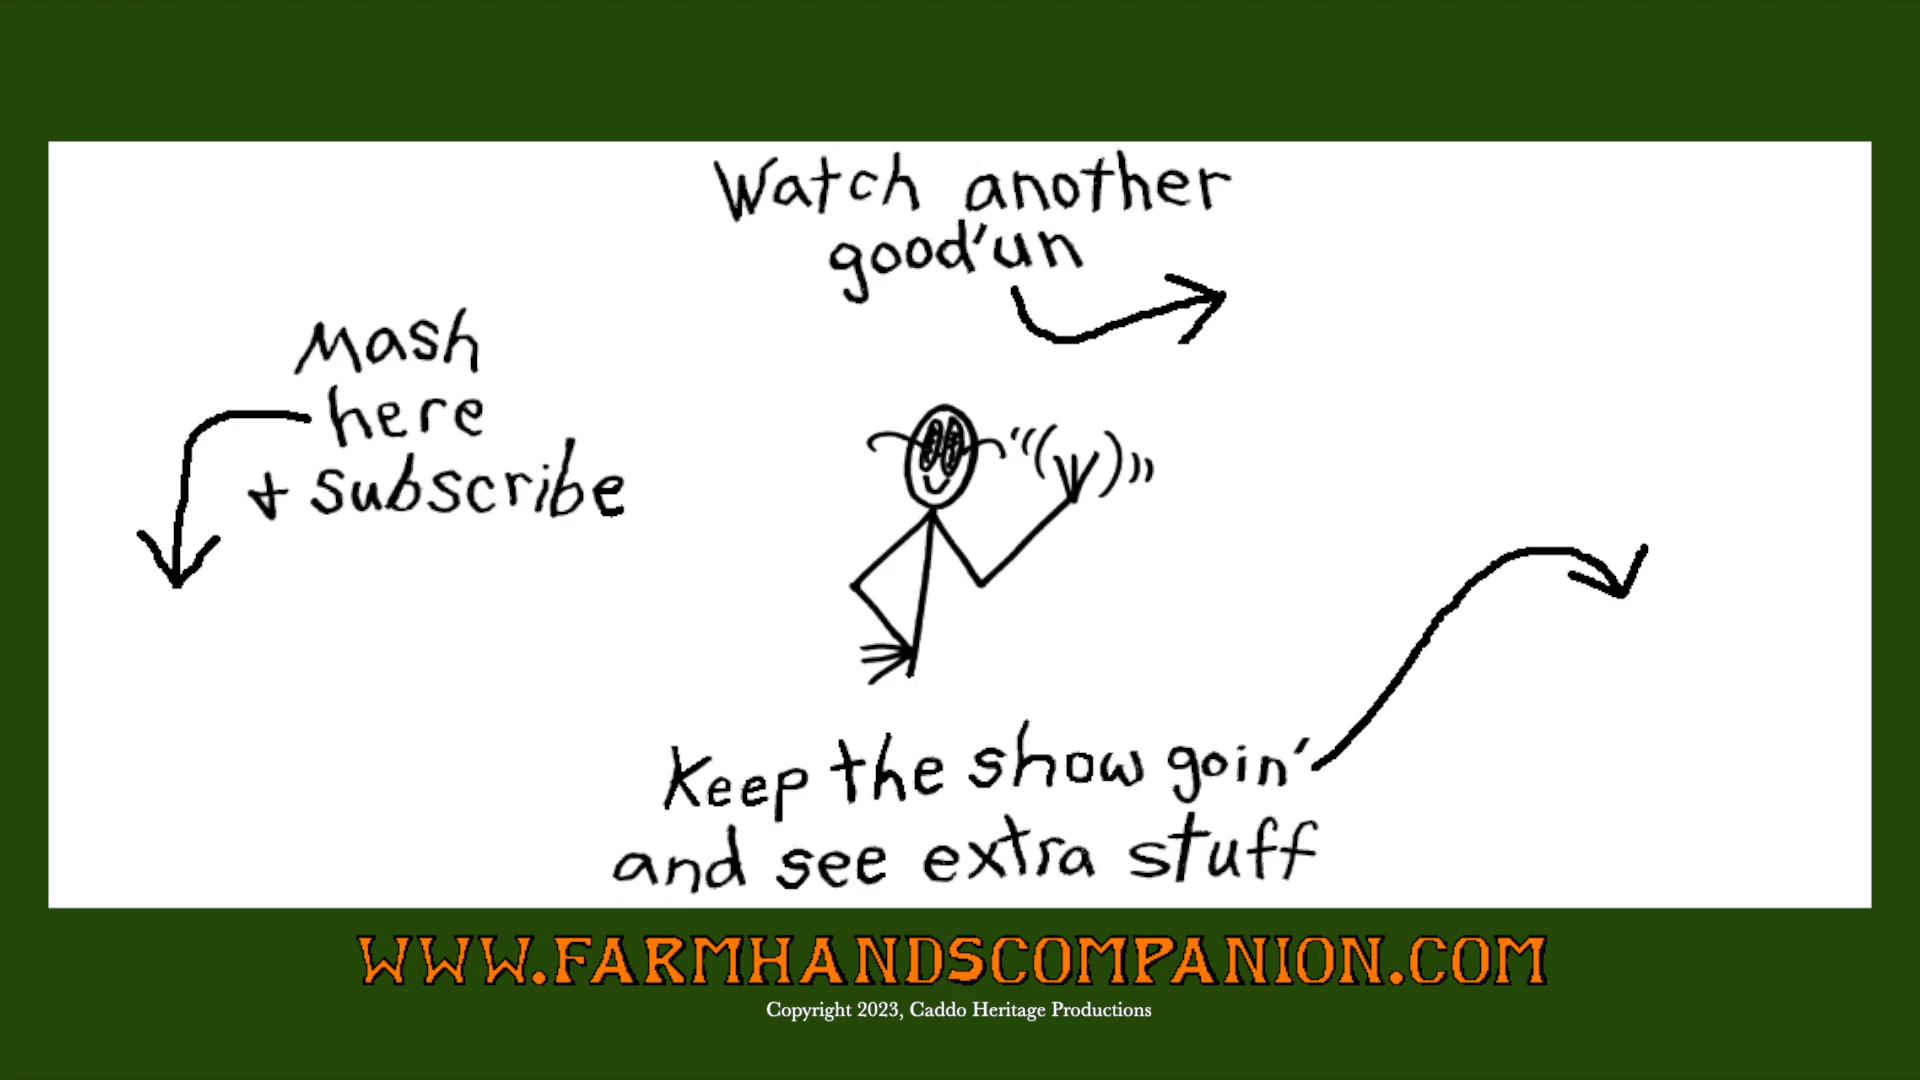 Watch another
good'un
Mash
here
+ subscribe
Keep the show goin'
and see extra stuff
WWW.FARMHANDSCOMPANION.COM
Copyright 2023, Caddo Heritage Productions